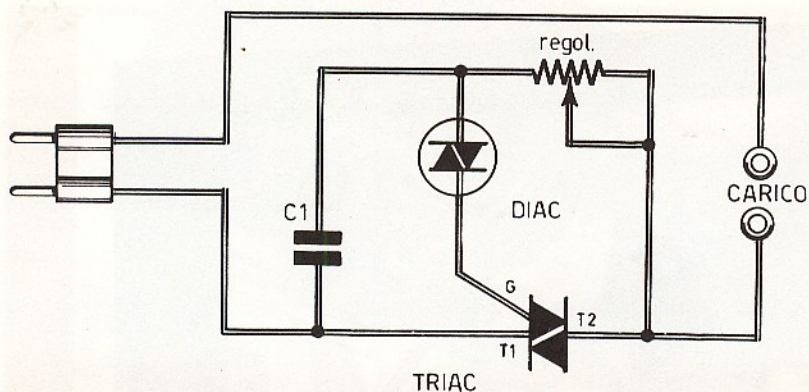 regol.
C1
DIAC
CARICO
G
T2
T1
TRIAC